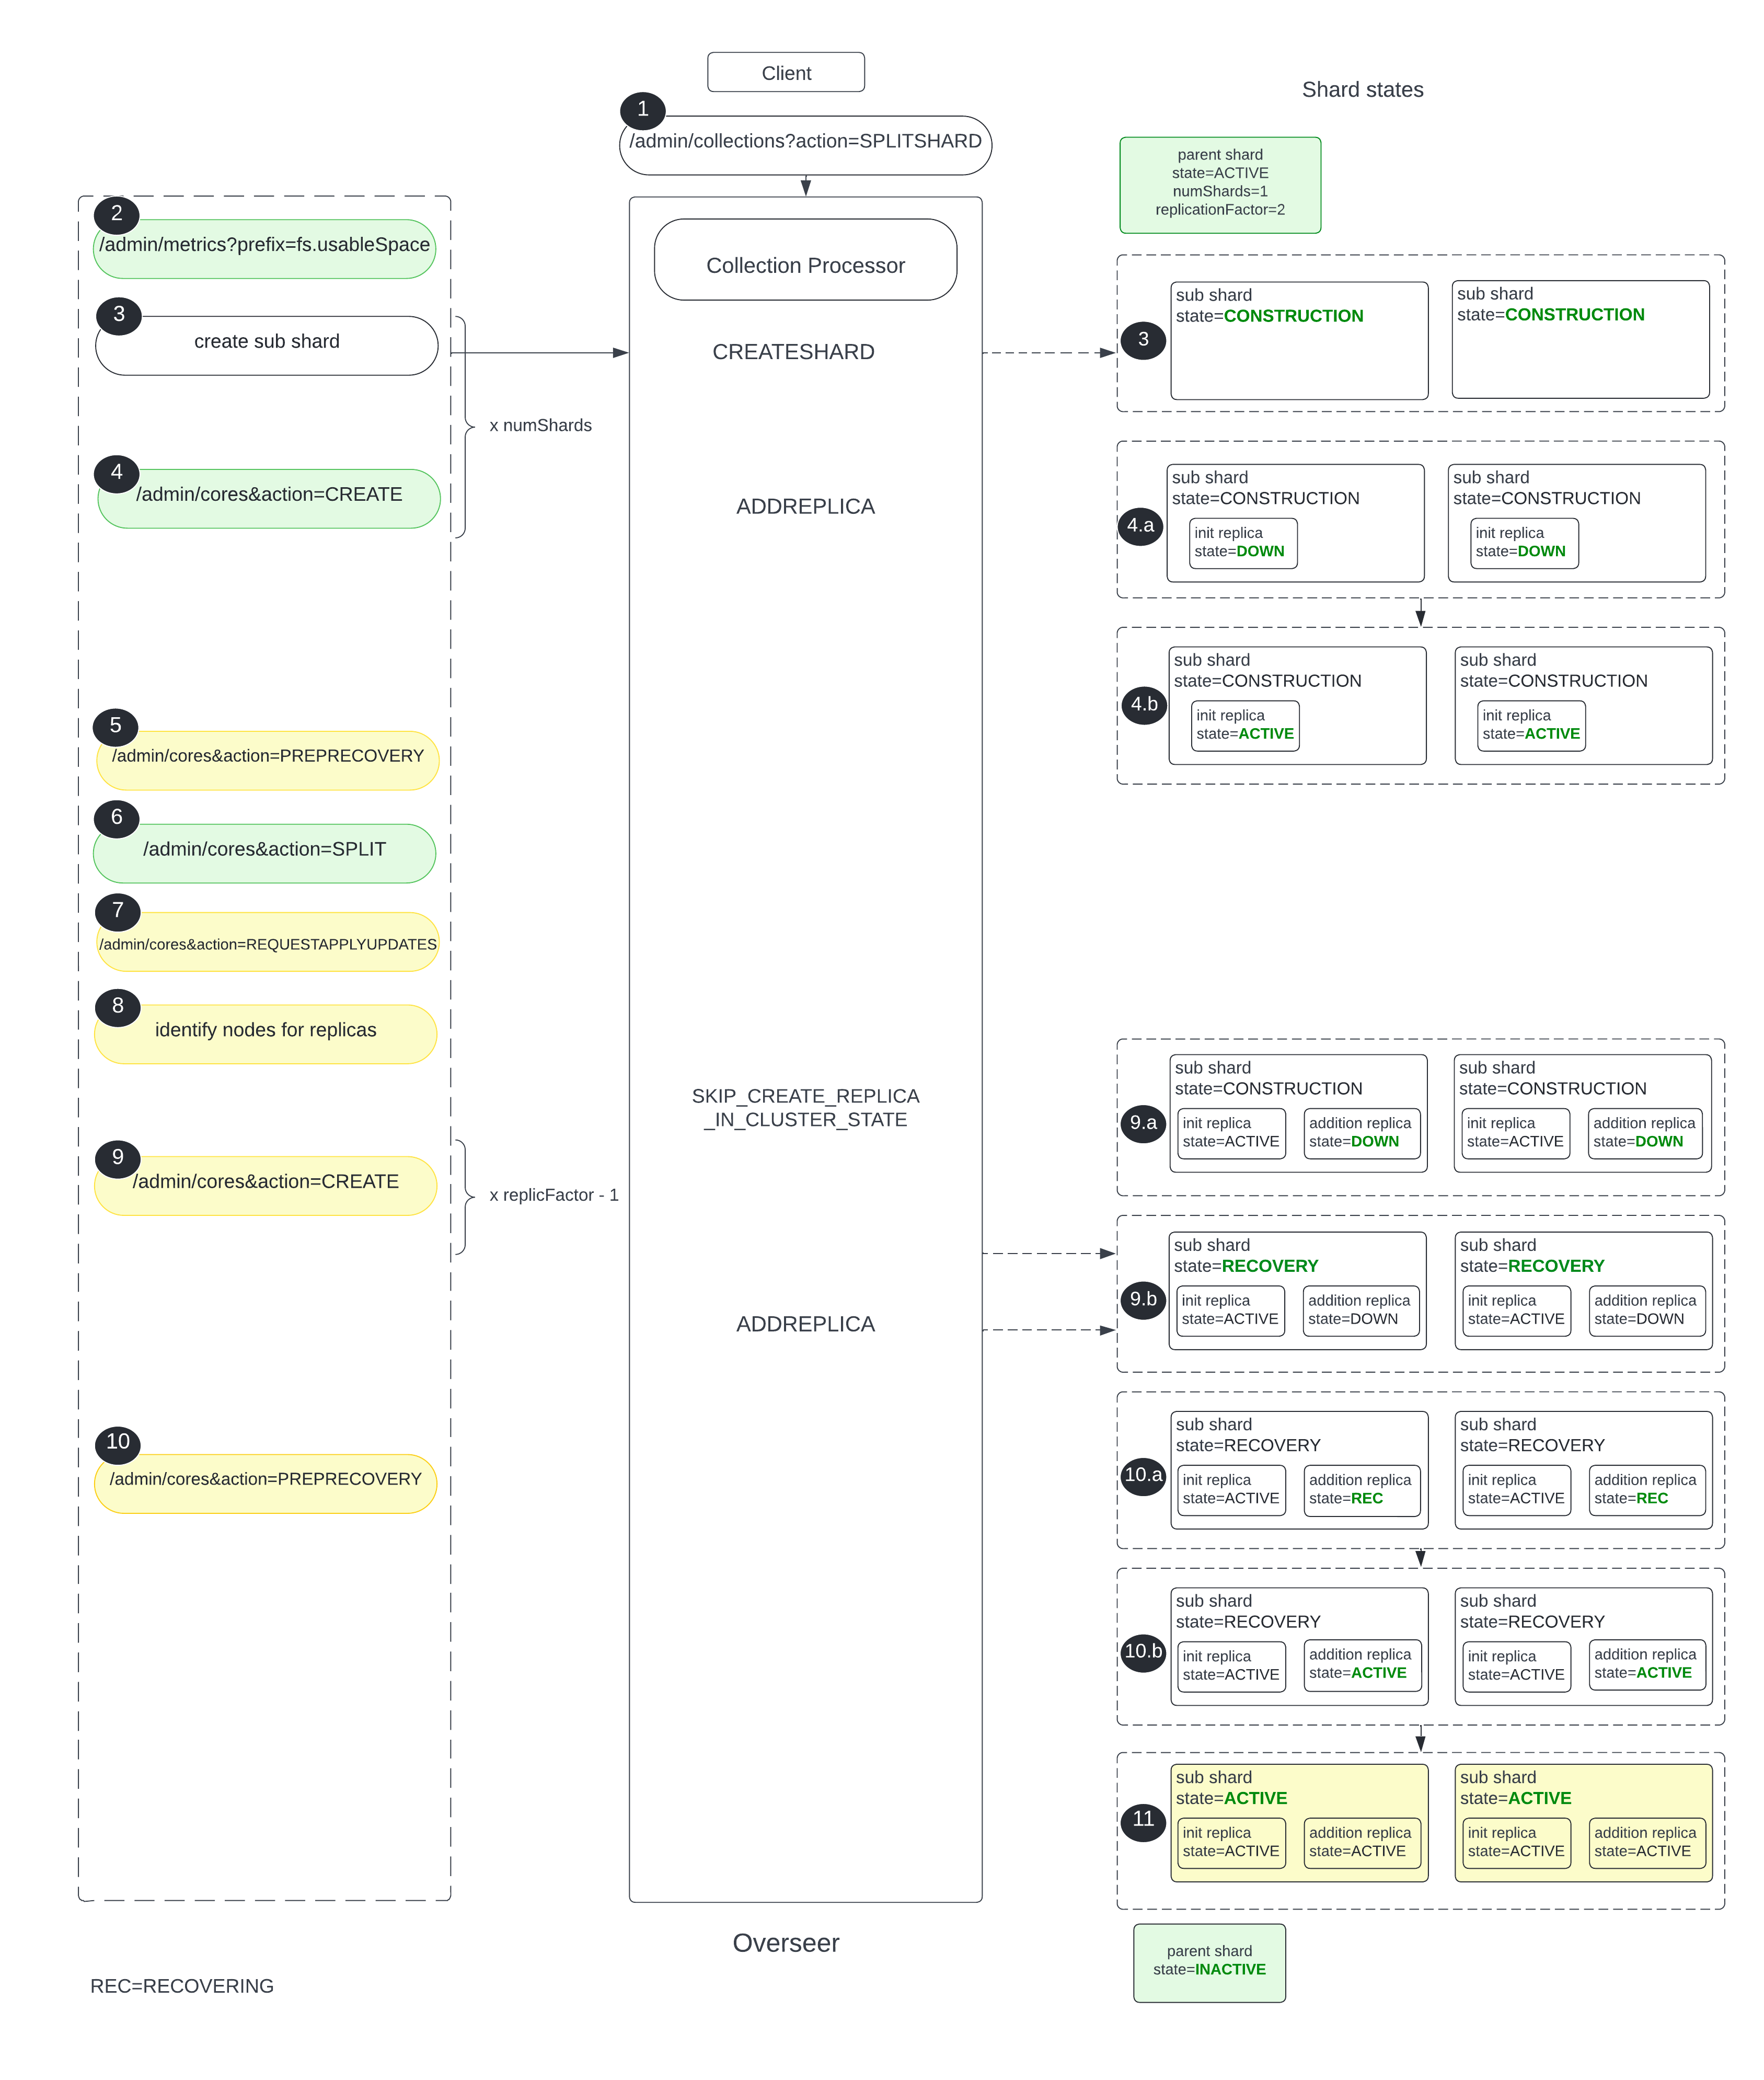 Client
1
/admin/collections?action=SPLITSHARD
2
/admin/metrics?prefix=fs.usableSpace
3
create sub shard
x numShards
4
/admin/cores&action=CREATE
5
/admin/cores&action=PREPRECOVERY
6
/admin/cores&action=SPLIT
7
/admin/cores&action=REQUESTAPPLYUPDATES
8
identify nodes for replicas
9
/admin/cores&action=CREATE
x replicFactor - 1
10
/admin/cores&action=PREPRECOVERY
REC=RECOVERING
Collection Processor
CREATESHARD
ADDREPLICA
SKIP_CREATE_REPLICA
_IN_CLUSTER_STATE
ADDREPLICA
Overseer
Shard states
parent shard
state=ACTIVE
numShards=1
replicationFactor=2
3
sub shard
state=CONSTRUCTION
sub shard
state=CONSTRUCTION
4.a
sub shard
state=CONSTRUCTION
init replica
state=DOWN
sub shard
state=CONSTRUCTION
init replica
state=DOWN
4.b
sub shard
state=CONSTRUCTION
init replica
state=ACTIVE
sub shard
state=CONSTRUCTION
init replica
state=ACTIVE
9.a
sub shard
state=CONSTRUCTION
init replica
state=ACTIVE
addition replica
state=DOWN
sub shard
state=CONSTRUCTION
init replica
state=ACTIVE
addition replica
state=DOWN
9.b
sub shard
state=RECOVERY
init replica
state=ACTIVE
addition replica
state=DOWN
sub shard
state=RECOVERY
init replica
state=ACTIVE
addition replica
state=DOWN
10.a
sub shard
state=RECOVERY
init replica
state=ACTIVE
addition replica
state=REC
sub shard
state=RECOVERY
init replica
state=ACTIVE
addition replica
state=REC
10.b
sub shard
state=RECOVERY
init replica
state=ACTIVE
addition replica
state=ACTIVE
sub shard
state=RECOVERY
init replica
state=ACTIVE
addition replica
state=ACTIVE
11
sub shard
state=ACTIVE
init replica
state=ACTIVE
addition replica
state=ACTIVE
sub shard
state=ACTIVE
init replica
state=ACTIVE
addition replica
state=ACTIVE
parent shard
state=INACTIVE